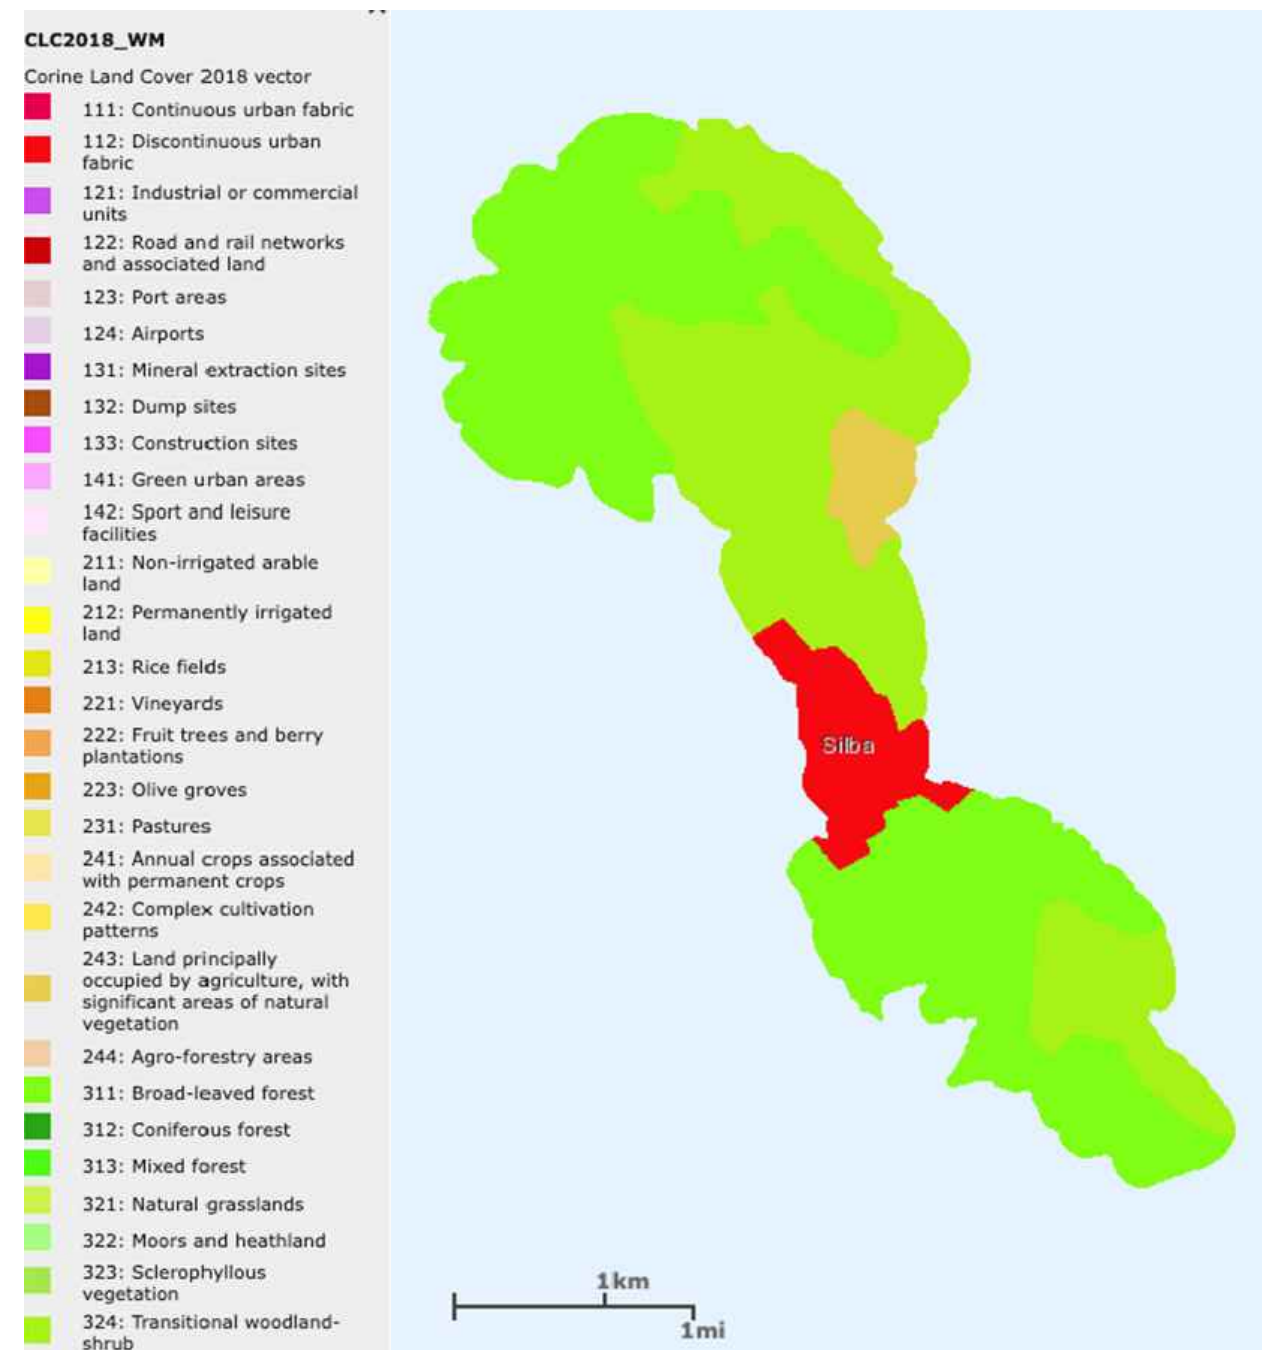 CLC2018_WM
Corine Land Cover 2018 vector
111: Continuous urban fabric
112: Discontinuous urban
fabric
121: Industrial or commercial
units
122: Road and rail networks
and associated land
123: Port areas
124: Airports
131: Mineral extraction sites
132: Dump sites
133: Construction sites
141: Green urban areas
142: Sport and leisure
facilities
211: Non-irrigated arable
land
212: Permanently irrigated
land
213: Rice fields
221: Vineyards
222: Fruit trees and berry
plantations
223: Olive groves
231: Pastures
241: Annual crops associated
with permanent crops
242: Complex cultivation
patterns
243: Land principally
occupied by agriculture, with
significant areas of natural
vegetation
244: Agro-forestry areas
311: Broad-leaved forest
312: Coniferous forest
313: Mixed forest
321: Natural grasslands
322: Moors and heathland
323: Sclerophyllous
vegetation
324: Transitional woodland-
shrub
Silba
1km
1mi